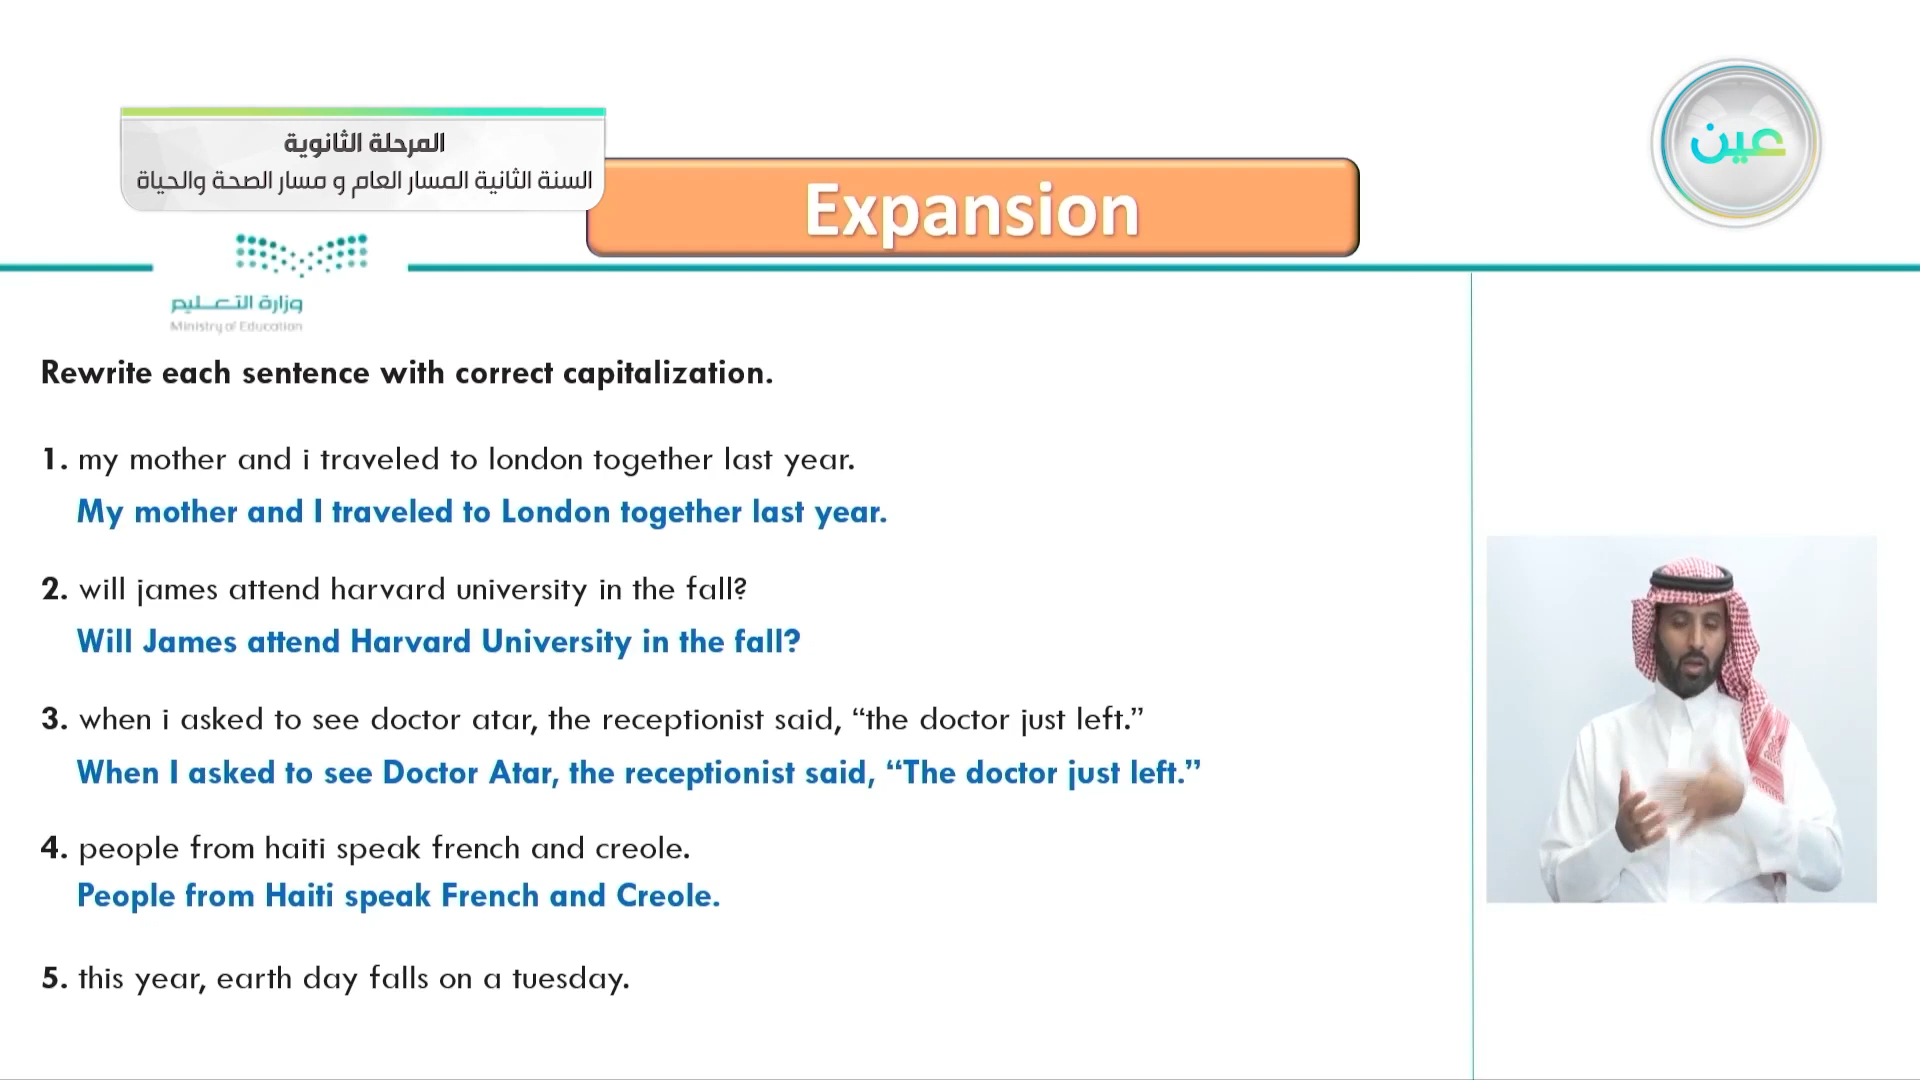 المرحلة الثانوية
السنة الثانية المسار العام و مسار الصحة والحياة
عين
Expansion
وزارة التعليم
Ministry of Education
Rewrite each sentence with correct capitalization.
1. my mother and i traveled to london together last year.
My mother and I traveled to London together last year.
2. will james attend harvard university in the fall?
Will James attend Harvard University in the fall?
3. when i asked to see doctor atar, the receptionist said, “the doctor just left.”
When I asked to see Doctor Atar, the receptionist said, “The doctor just left.”
4. people from haiti speak french and creole.
People from Haiti speak French and Creole.
5. this year, earth day falls on a tuesday.